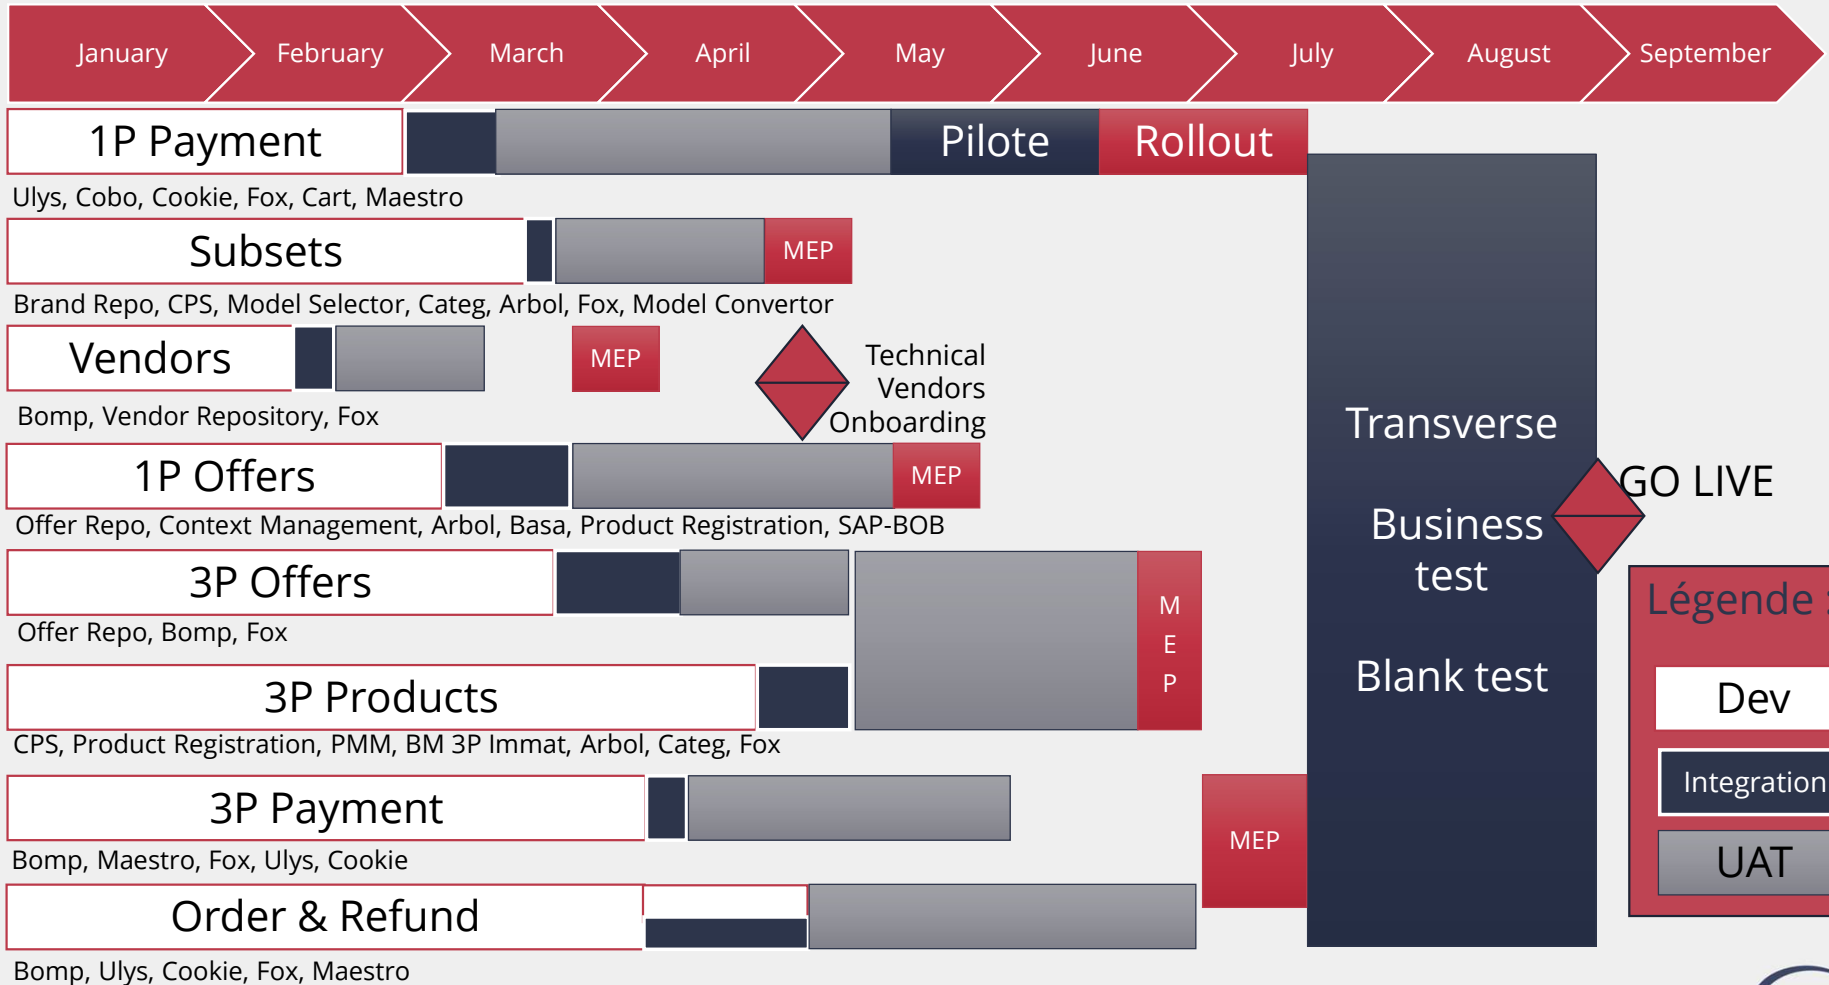 January February March April May June July August September
1P Payment Pilote Rollout
Ulys, Cobo, Cookie, Fox, Cart, Maestro
Subsets MEP
Brand Repo, CPS, Model Selector, Categ, Arbol, Fox, Model Convertor
Vendors MEP
Technical
Vendors
Onboarding
Bomp, Vendor Repository, Fox
1P Offers MEP
Offer Repo, Context Management, Arbol, Basa, Product Registration, SAP-BOB
3P Offers
Offer Repo, Bomp, Fox
M
E
P
3P Products
CPS, Product Registration, PMM, BM 3P Immat, Arbol, Categ, Fox
3P Payment
Bomp, Maestro, Fox, Ulys, Cookie
MEP
Order & Refund
Bomp, Ulys, Cookie, Fox, Maestro
Transverse
Business
test
Blank test
GO LIVE
Légende :
Dev
Integration
UAT